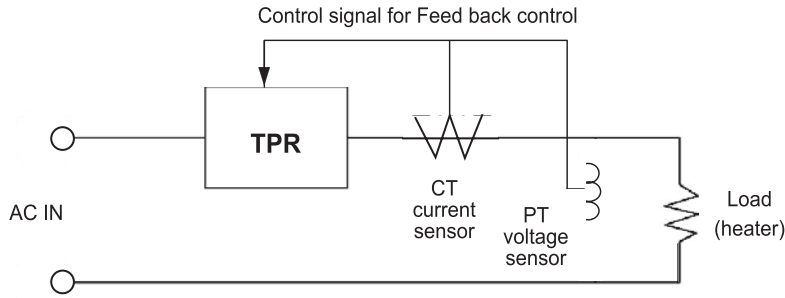 Control signal for Feed back control
TPR
AC IN
CT
current
sensor
PT
voltage
sensor
Load
(heater)